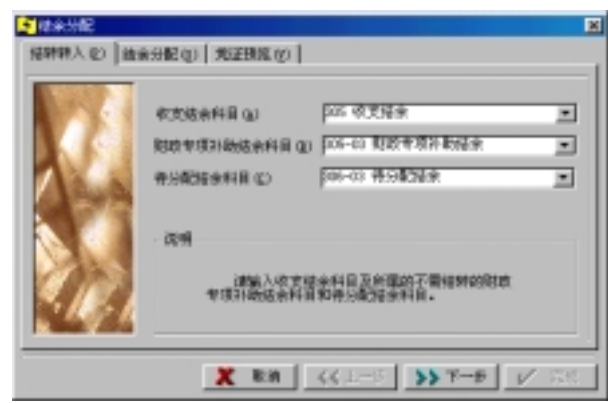 结余分配
结转转入(P) 结余分配(Q) 凭证预览(Y)
收支结余科目(A) 305 收支结余
财政专项补助结余科目(Q) 305-03 财政专项补助结余
待分配结余科目(C) 306-03 待分配结余
说明
请输入收支结余科目及所属的不需结转的财政
专项补助结余科目和待分配结余科目。
取消 <<上一步 >>下一步 完成